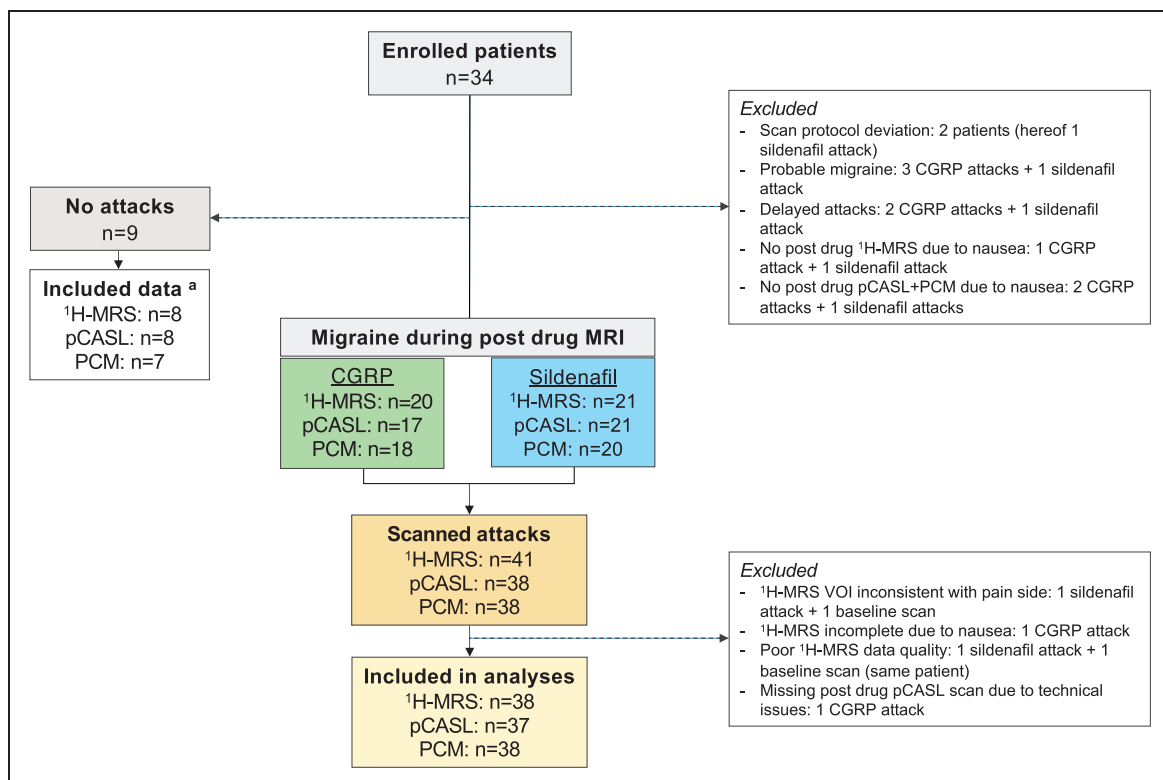 Enrolled patients
n=34
Excluded
- Scan protocol deviation: 2 patients (hereof 1
sildenafil attack)
- Probable migraine: 3 CGRP attacks + 1 sildenafil
attack
- Delayed attacks: 2 CGRP attacks + 1 sildenafil
attack
- No post drug ¹H-MRS due to nausea: 1 CGRP
attack + 1 sildenafil attack
- No post drug pCASL+PCM due to nausea: 2 CGRP
attacks + 1 sildenafil attacks
No attacks
n=9
Included data ᵃ
¹H-MRS: n=8
pCASL: n=8
PCM: n=7
Migraine during post drug MRI
CGRP
¹H-MRS: n=20
pCASL: n=17
PCM: n=18
Sildenafil
¹H-MRS: n=21
pCASL: n=21
PCM: n=20
Scanned attacks
¹H-MRS: n=41
pCASL: n=38
PCM: n=38
Excluded
- ¹H-MRS VOI inconsistent with pain side: 1 sildenafil
attack + 1 baseline scan
- ¹H-MRS incomplete due to nausea: 1 CGRP attack
- Poor ¹H-MRS data quality: 1 sildenafil attack + 1
baseline scan (same patient)
- Missing post drug pCASL scan due to technical
issues: 1 CGRP attack
Included in analyses
¹H-MRS: n=38
pCASL: n=37
PCM: n=38